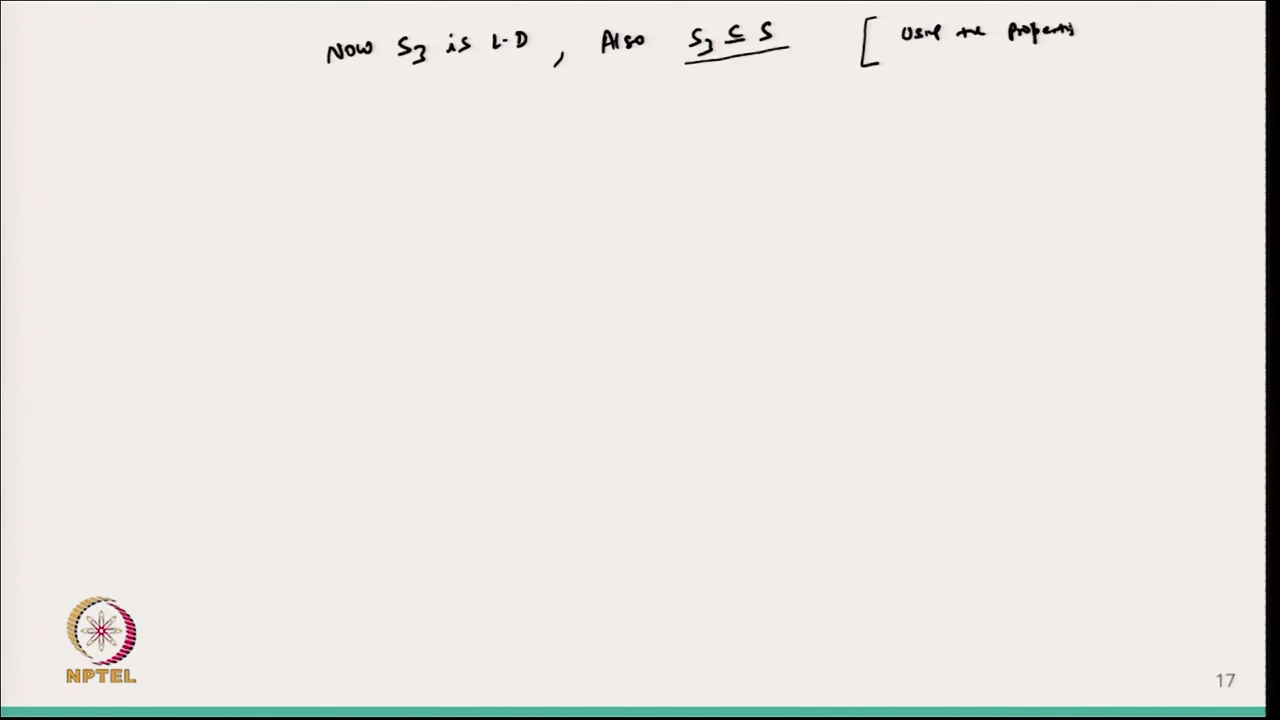 Now S₃ is L·D , Also S₃ ⊆ S [ Using the property
NPTEL
17